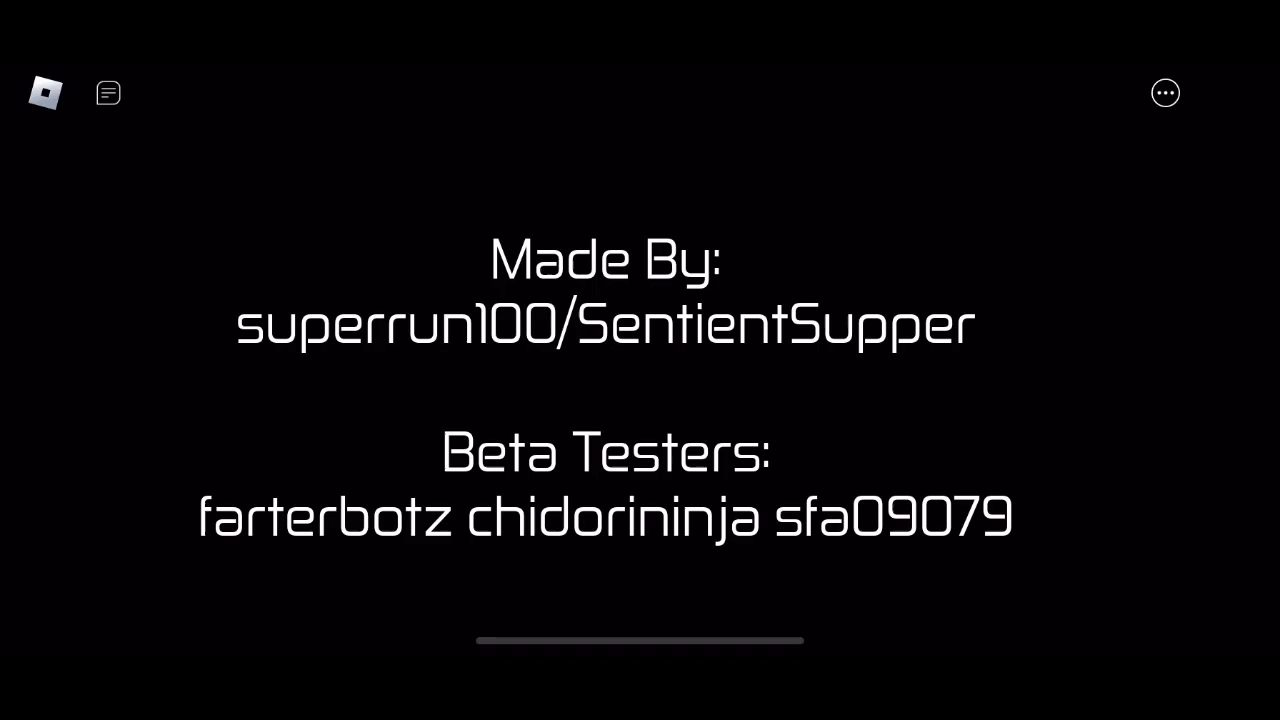 Made By:
superrun100/SentientSupper
Beta Testers:
farterbotz chidorininja sfa09079